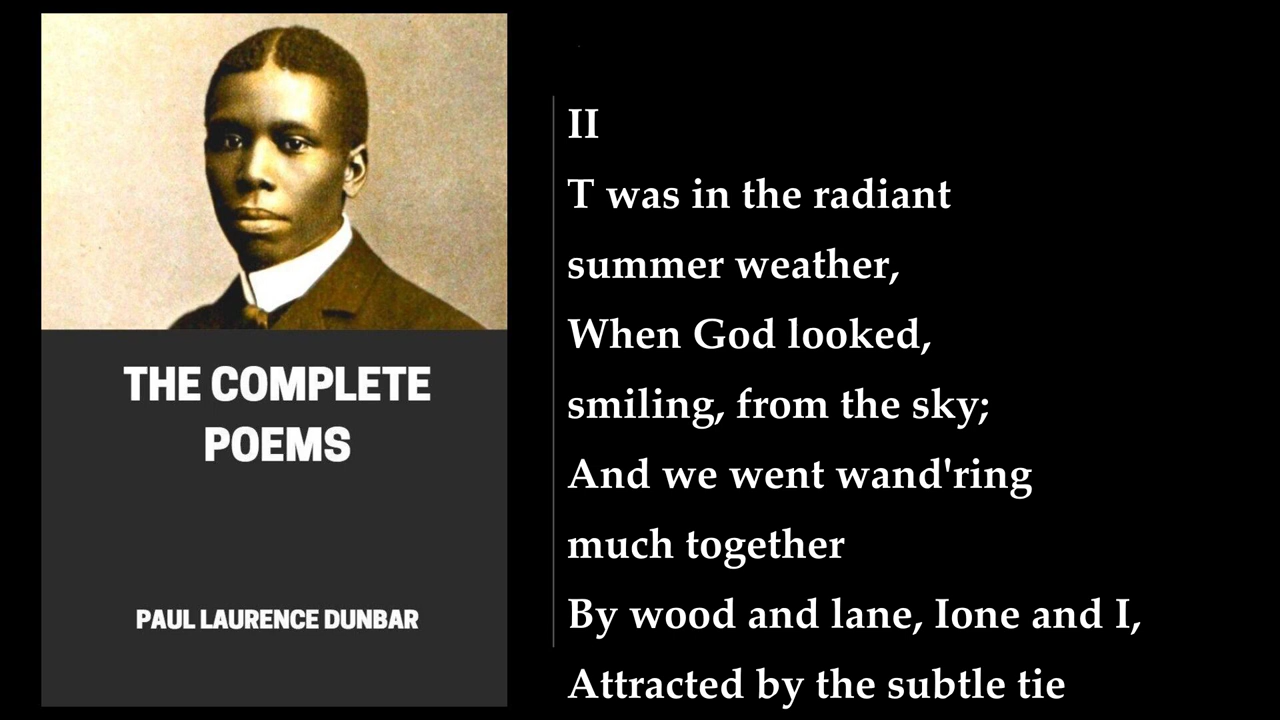 THE COMPLETE
POEMS
PAUL LAURENCE DUNBAR
II
T was in the radiant
summer weather,
When God looked,
smiling, from the sky;
And we went wand'ring
much together
By wood and lane, Ione and I,
Attracted by the subtle tie